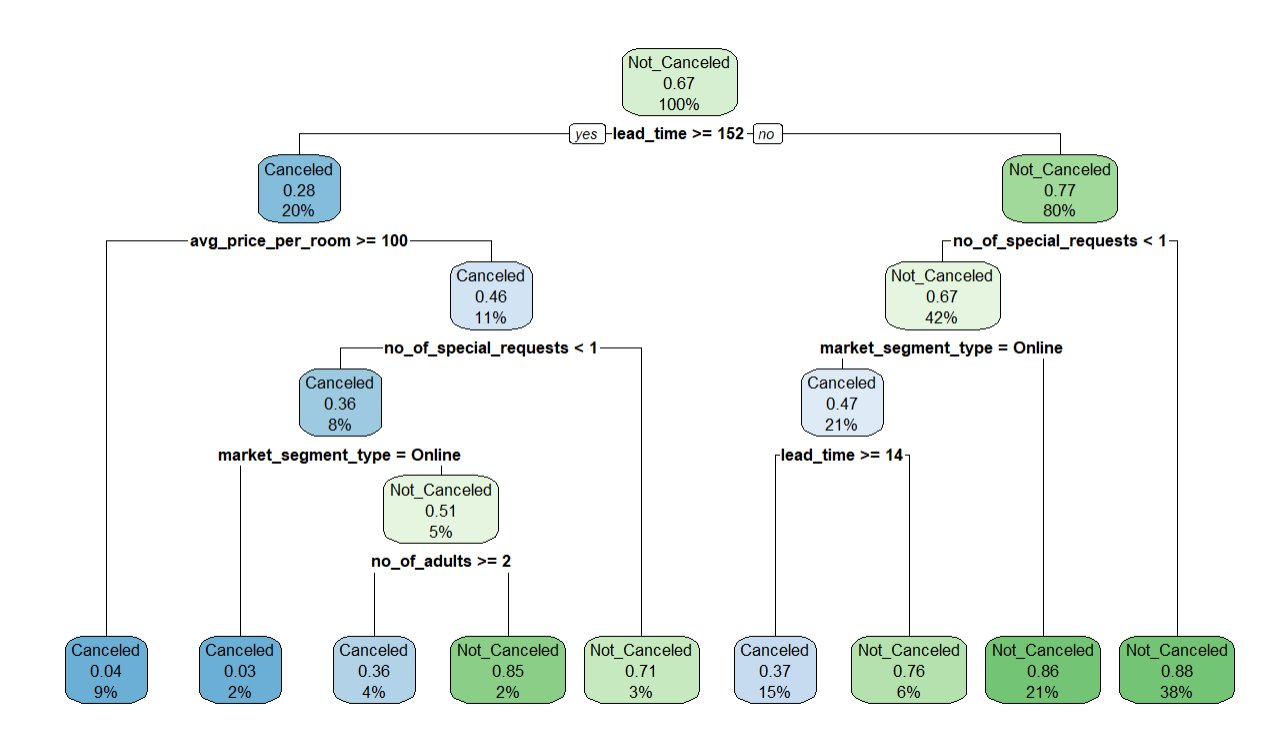 Not_Canceled
0.67
100%
yes lead_time >= 152 no
Canceled
0.28
20%
Not_Canceled
0.77
80%
avg_price_per_room >= 100
no_of_special_requests < 1
Canceled
0.46
11%
Not_Canceled
0.67
42%
no_of_special_requests < 1
market_segment_type = Online
Canceled
0.36
8%
Canceled
0.47
21%
market_segment_type = Online
lead_time >= 14
Not_Canceled
0.51
5%
no_of_adults >= 2
Canceled
0.04
9%
Canceled
0.03
2%
Canceled
0.36
4%
Not_Canceled
0.85
2%
Not_Canceled
0.71
3%
Canceled
0.37
15%
Not_Canceled
0.76
6%
Not_Canceled
0.86
21%
Not_Canceled
0.88
38%